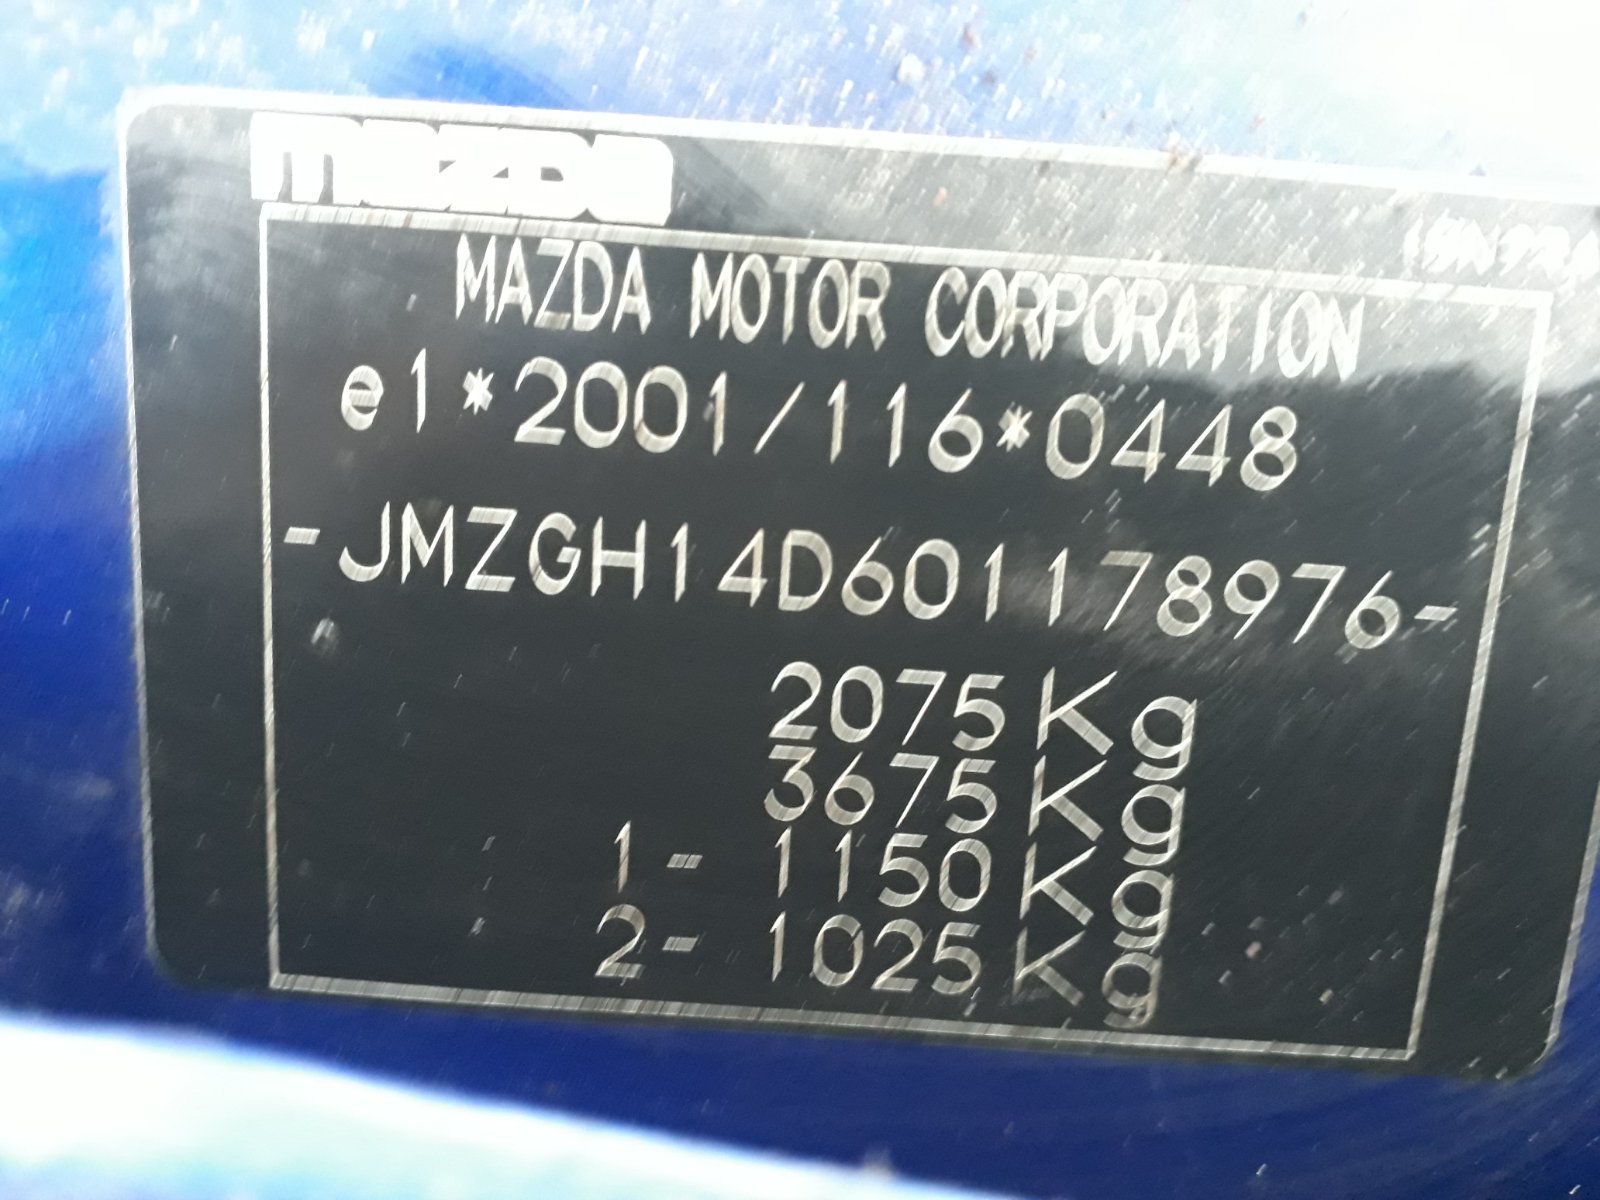 mazda
MAZDA MOTOR CORPORATION
e1*2001/116*0448
-JMZGH14D601178976-
2075Kg
3675Kg
1- 1150Kg
2- 1025Kg